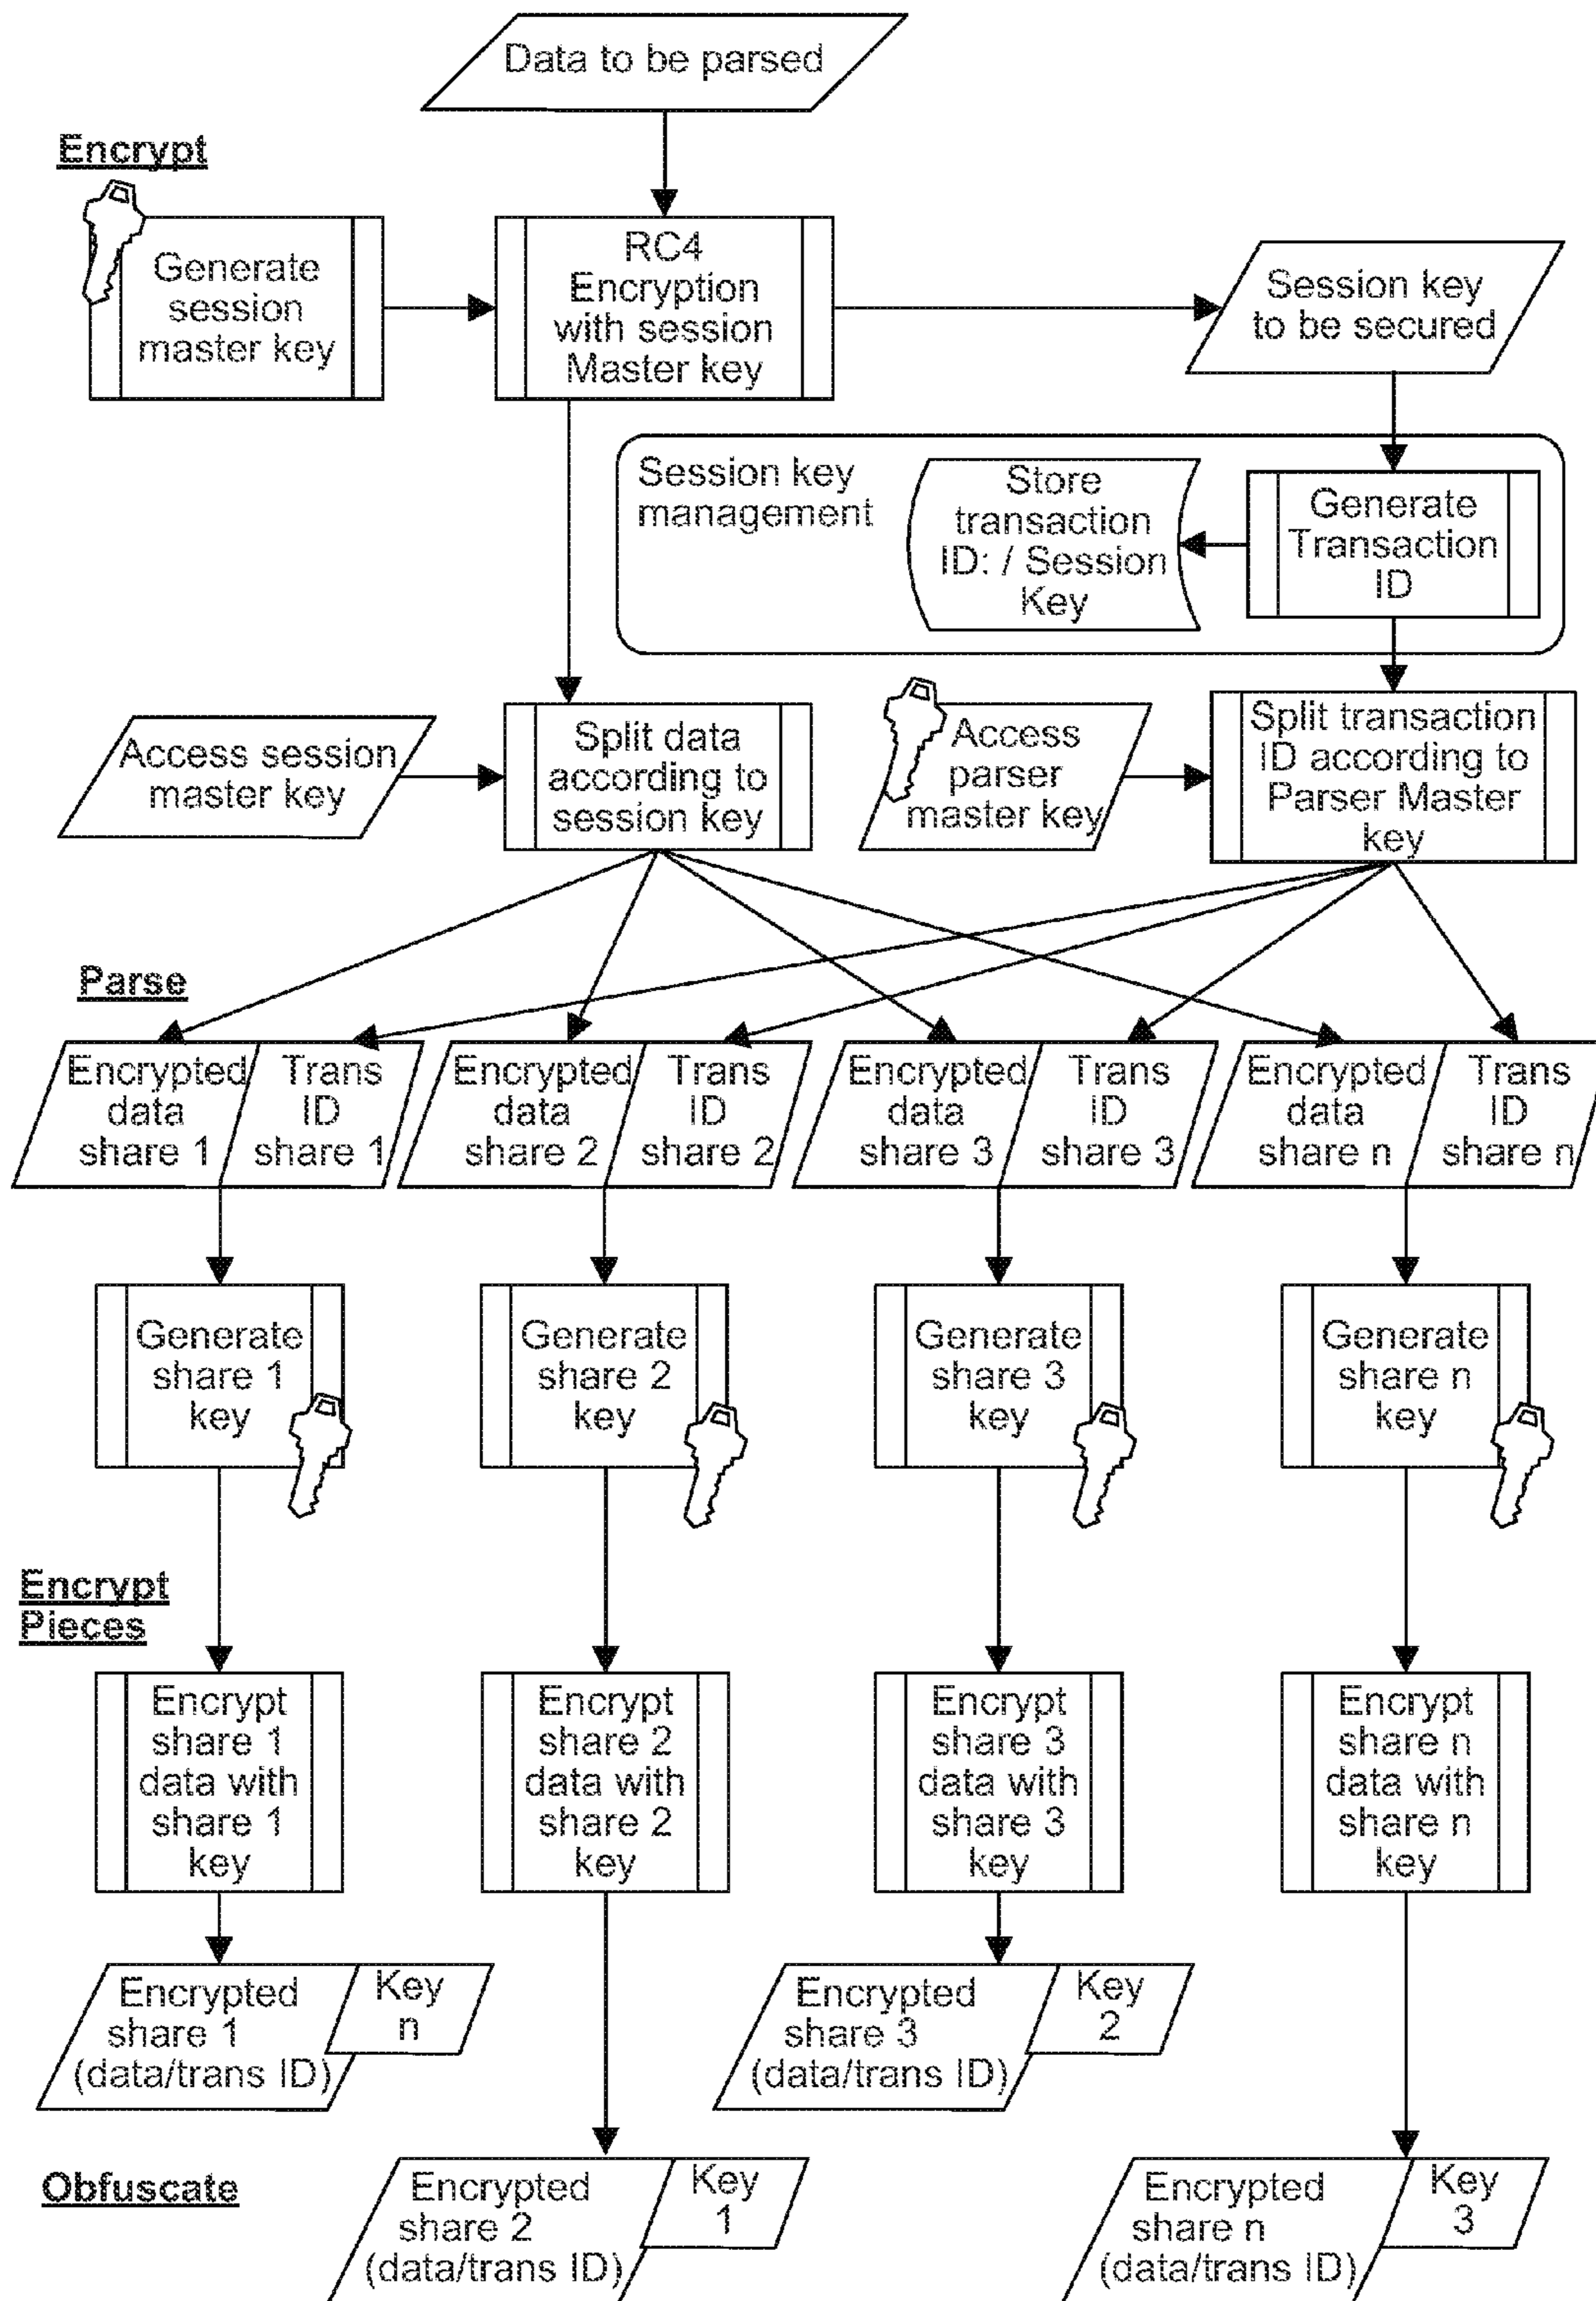 Data to be parsed
Encrypt
Generate
session
master key
RC4
Encryption
with session
Master key
Session key
to be secured
Session key
management
Store
transaction
ID: / Session
Key
Generate
Transaction
ID
Access session
master key
Split data
according to
session key
Access
parser
master key
Split transaction
ID according to
Parser Master
key
Parse
Encrypted
data
share 1
Trans
ID
share 1
Encrypted
data
share 2
Trans
ID
share 2
Encrypted
data
share 3
Trans
ID
share 3
Encrypted
data
share n
Trans
ID
share n
Generate
share 1
key
Generate
share 2
key
Generate
share 3
key
Generate
share n
key
Encrypt
Pieces
Encrypt
share 1
data with
share 1
key
Encrypt
share 2
data with
share 2
key
Encrypt
share 3
data with
share 3
key
Encrypt
share n
data with
share n
key
Encrypted
share 1
(data/trans ID)
Key
n
Encrypted
share 3
(data/trans ID)
Key
2
Obfuscate
Encrypted
share 2
(data/trans ID)
Key
1
Encrypted
share n
(data/trans ID)
Key
3